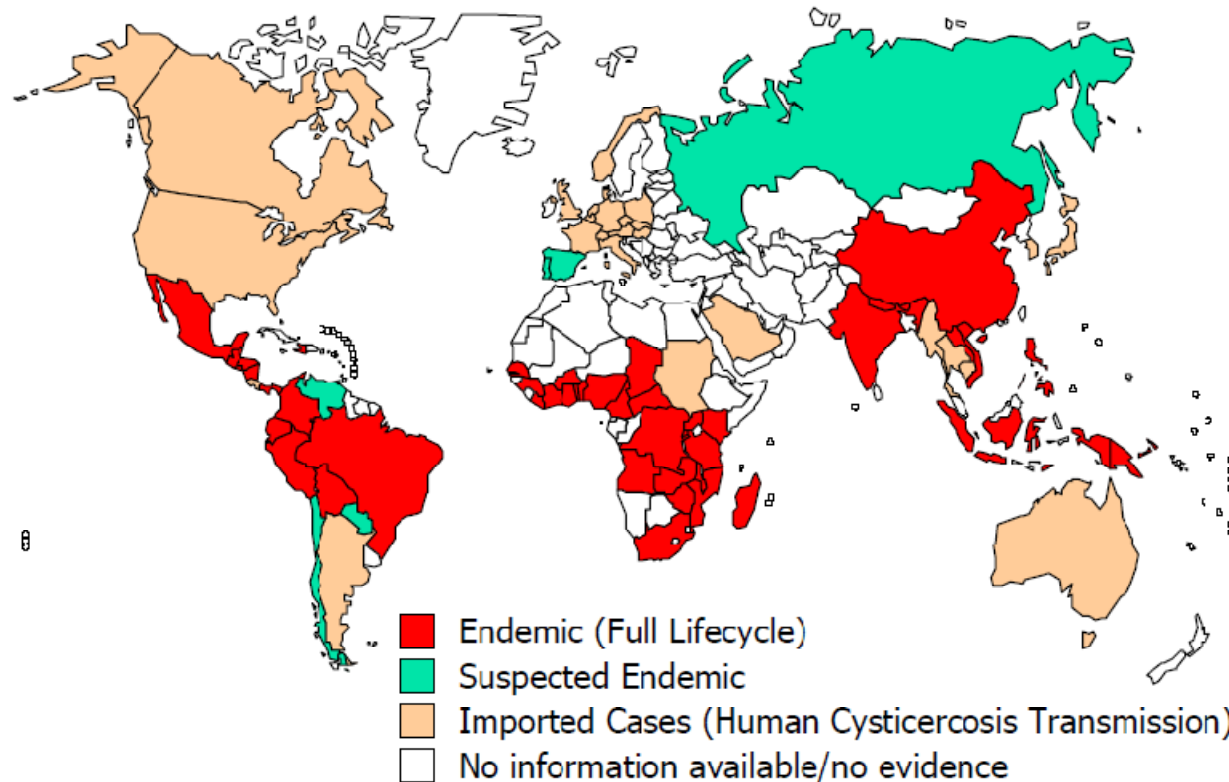 Endemic (Full Lifecycle)
Suspected Endemic
Imported Cases (Human Cysticercosis Transmission)
No information available/no evidence